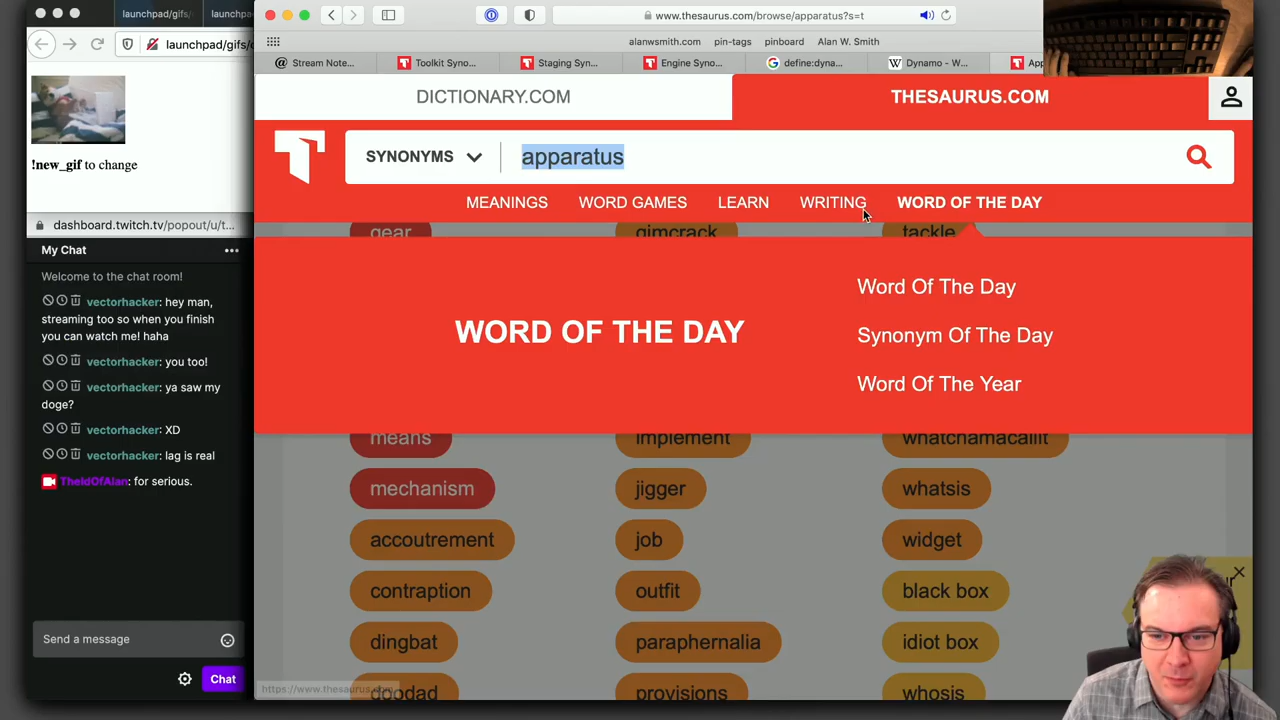 launchpad/gifs/
launchpad
launchpad/gifs/
www.thesaurus.com/browse/apparatus?s=t
alanwsmith.com
pin-tags
pinboard
Alan W. Smith
Stream Note...
Toolkit Syno...
Staging Syn...
Engine Syno...
define:dyna...
Dynamo - W...
DICTIONARY.COM
THESAURUS.COM
SYNONYMS
apparatus
MEANINGS
WORD GAMES
LEARN
WRITING
WORD OF THE DAY
!new_gif to change
dashboard.twitch.tv/popout/u/t...
My Chat
Welcome to the chat room!
vectorhacker: hey man,
streaming too so when you finish
you can watch me! haha
vectorhacker: you too!
vectorhacker: ya saw my
doge?
vectorhacker: XD
vectorhacker: lag is real
TheIdOfAlan: for serious.
Send a message
Chat
gear
gimcrack
tackle
WORD OF THE DAY
Word Of The Day
Synonym Of The Day
Word Of The Year
means
implement
whatchamacallit
mechanism
jigger
whatsis
accoutrement
job
widget
contraption
outfit
black box
dingbat
paraphernalia
idiot box
doodad
provisions
whosis
https://www.thesaurus.com